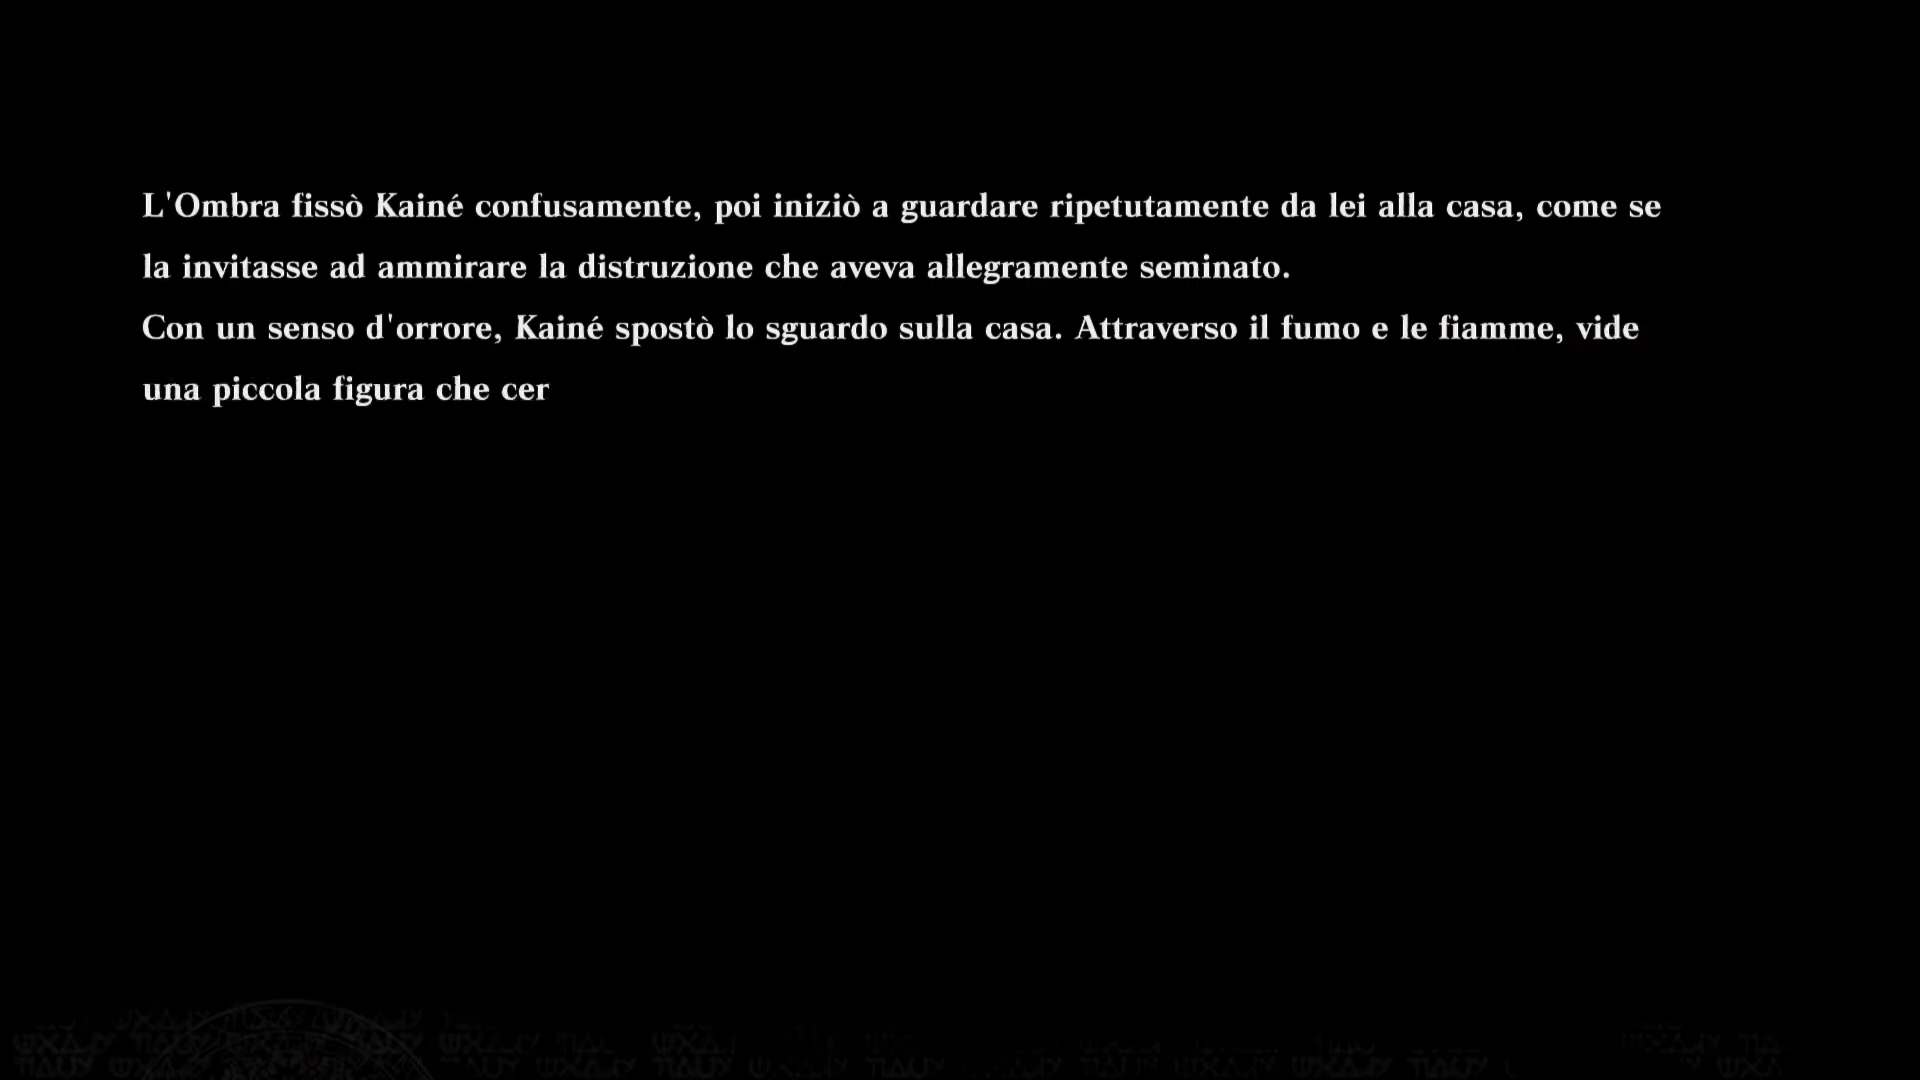 L'Ombra fissò Kainé confusamente, poi iniziò a guardare ripetutamente da lei alla casa, come se
la invitasse ad ammirare la distruzione che aveva allegramente seminato.
Con un senso d'orrore, Kainé spostò lo sguardo sulla casa. Attraverso il fumo e le fiamme, vide
una piccola figura che cer